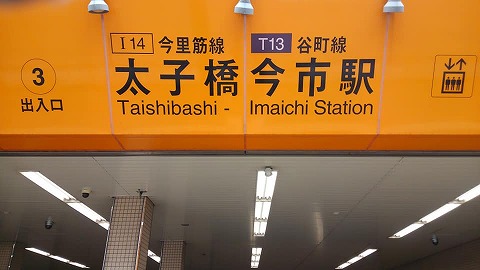 3
出入口
I14 今里筋線 T13 谷町線
太子橋今市駅
Taishibashi - Imaichi Station